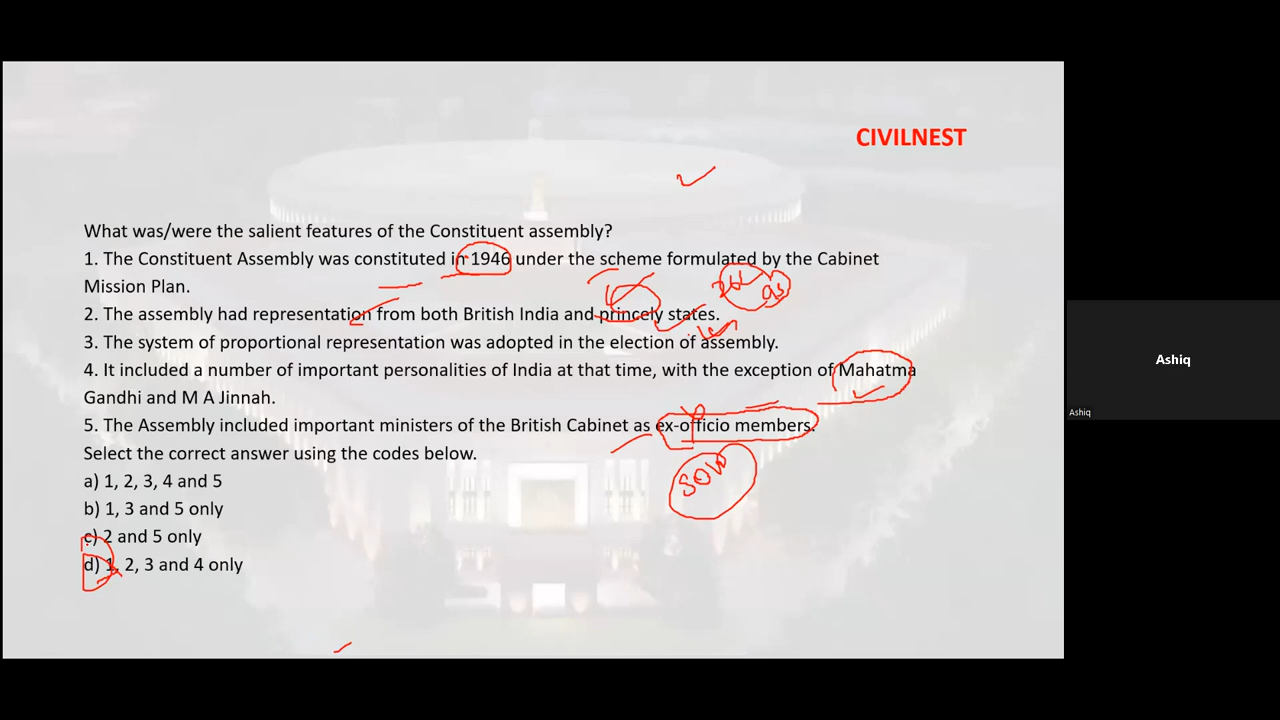 CIVILNEST
What was/were the salient features of the Constituent assembly?
1. The Constituent Assembly was constituted in 1946 under the scheme formulated by the Cabinet
Mission Plan.
2. The assembly had representation from both British India and princely states.
3. The system of proportional representation was adopted in the election of assembly.
4. It included a number of important personalities of India at that time, with the exception of Mahatma
Gandhi and M A Jinnah.
5. The Assembly included important ministers of the British Cabinet as ex-officio members.
Select the correct answer using the codes below.
a) 1, 2, 3, 4 and 5
b) 1, 3 and 5 only
c) 2 and 5 only
d) 1, 2, 3 and 4 only
Ashiq
Ashiq